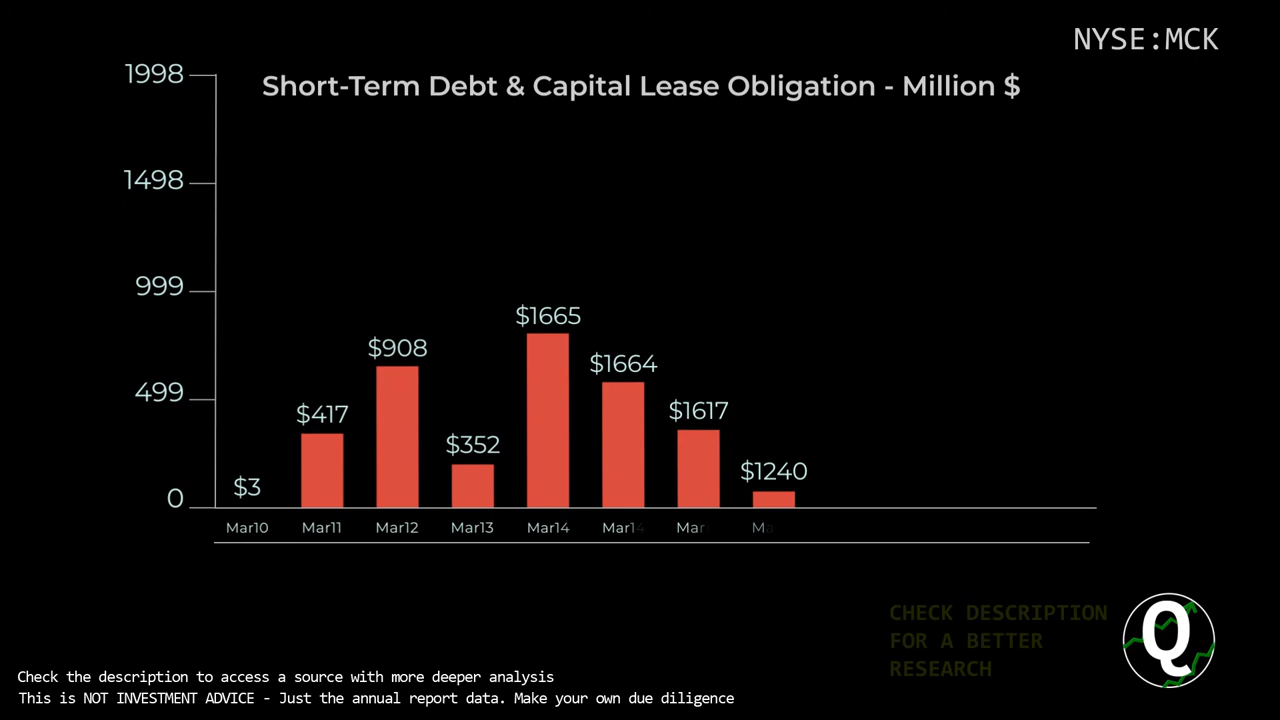 NYSE:MCK
Short-Term Debt & Capital Lease Obligation - Million $
1998
1498
999
499
0
$3
$417
$908
$352
$1665
$1664
$1617
$1240
Mar10 Mar11 Mar12 Mar13 Mar14 Mar14 Mar Ma
CHECK DESCRIPTION
FOR A BETTER
RESEARCH
Q
Check the description to access a source with more deeper analysis
This is NOT INVESTMENT ADVICE - Just the annual report data. Make your own due diligence